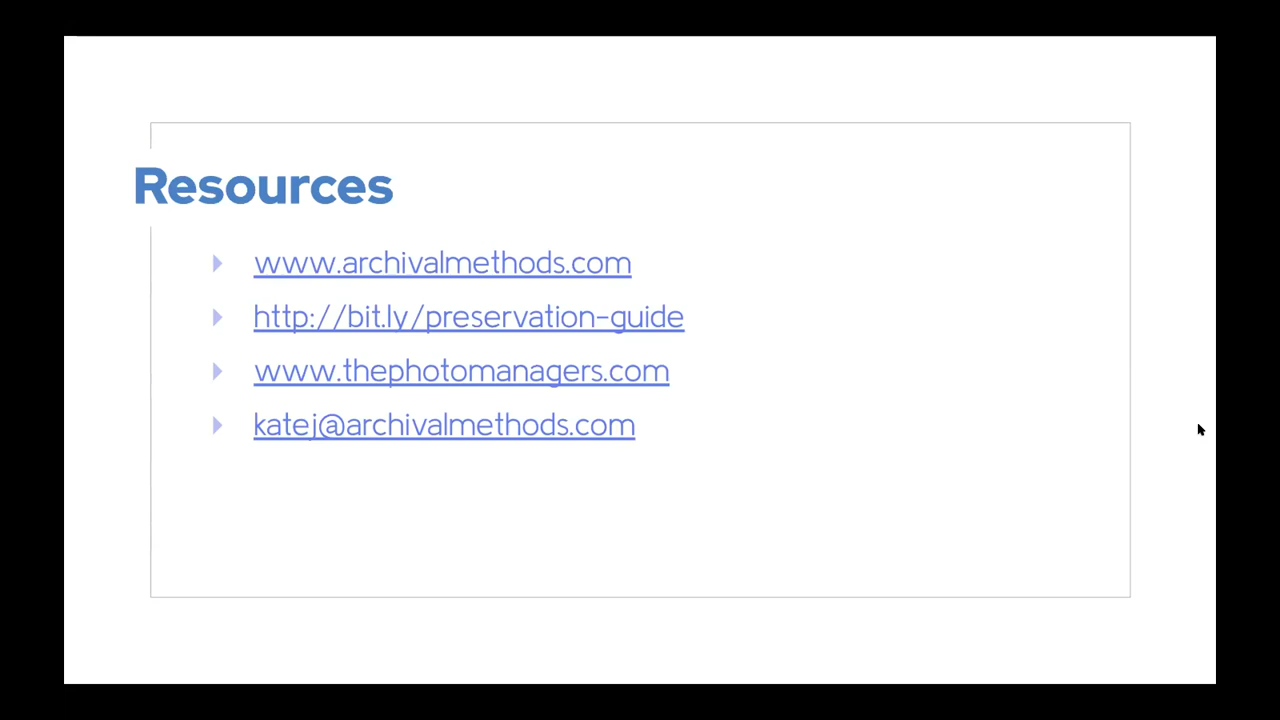 Resources
www.archivalmethods.com
http://bit.ly/preservation-guide
www.thephotomanagers.com
katej@archivalmethods.com